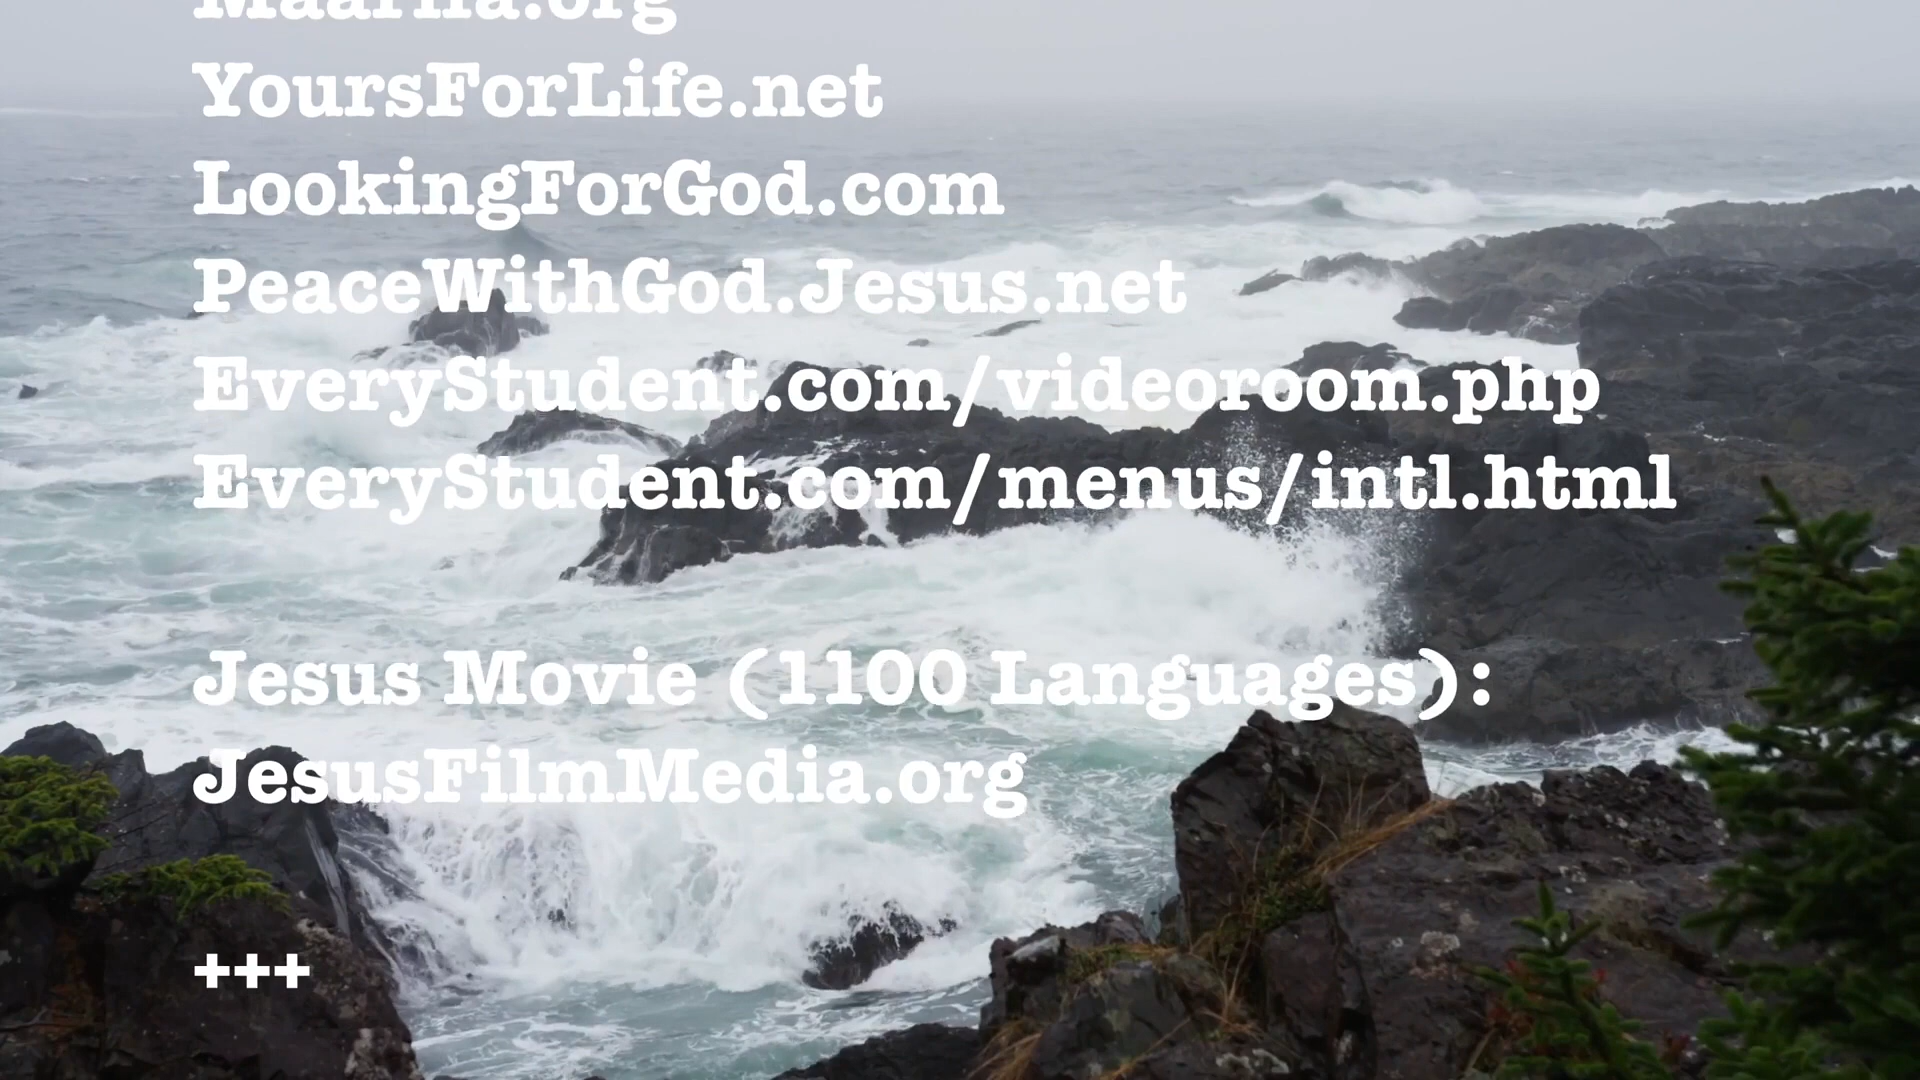 YoursForLife.net
LookingForGod.com
PeaceWithGod.Jesus.net
EveryStudent.com/videoroom.php
EveryStudent.com/menus/intl.html
Jesus Movie (1100 Languages):
JesusFilmMedia.org
+++